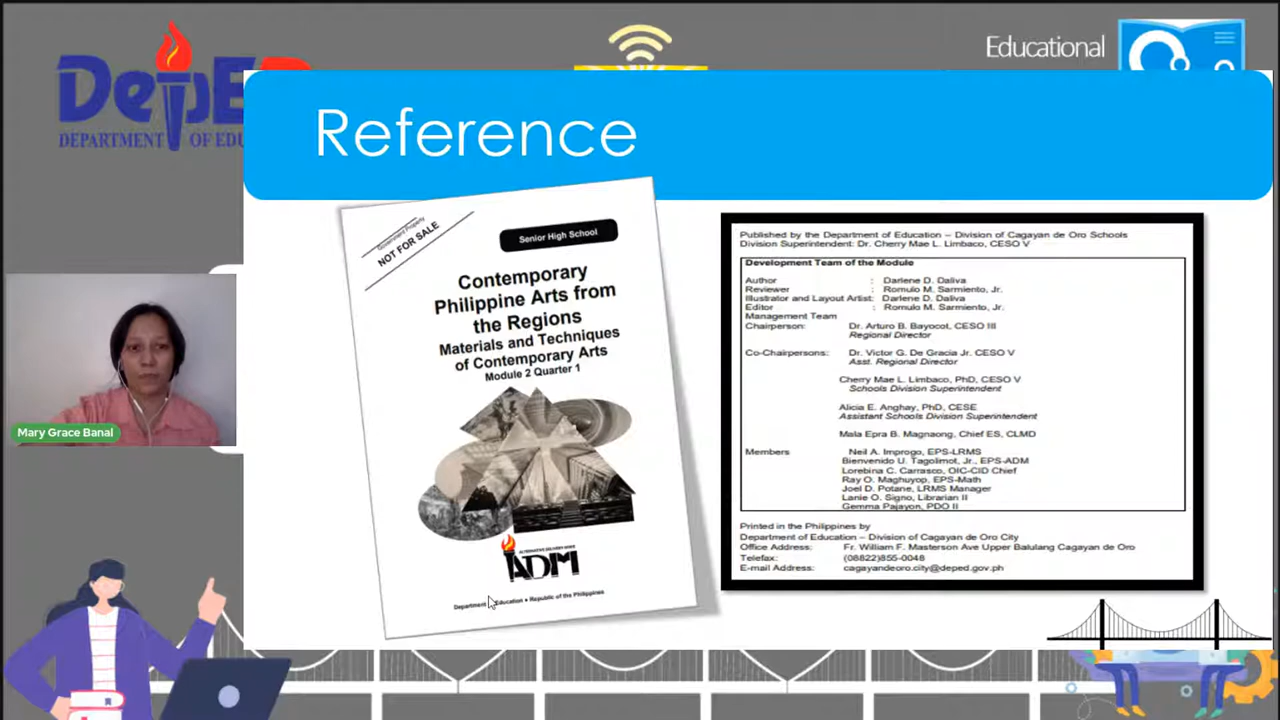 DepED
DEPARTMENT OF EDU
Educational
Reference
Government Property
NOT FOR SALE
Senior High School
Contemporary
Philippine Arts from
the Regions
Materials and Techniques
of Contemporary Arts
Module 2 Quarter 1
ALTERNATIVE DELIVERY MODE
ADM
Department Education • Republic of the Philippines
Published by the Department of Education – Division of Cagayan de Oro Schools
Division Superintendent: Dr. Cherry Mae L. Limbaco, CESO V
Development Team of the Module
Author : Darlene D. Daliva
Reviewer : Romulo M. Sarmiento, Jr.
Illustrator and Layout Artist: Darlene D. Daliva
Editor : Romulo M. Sarmiento, Jr.
Management Team
Chairperson: Dr. Arturo B. Bayocot, CESO III
Regional Director
Co-Chairpersons: Dr. Victor G. De Gracia Jr. CESO V
Asst. Regional Director
Cherry Mae L. Limbaco, PhD, CESO V
Schools Division Superintendent
Alicia E. Anghay, PhD, CESE
Assistant Schools Division Superintendent
Mala Epra B. Magnaong, Chief ES, CLMD
Members Neil A. Improgo, EPS-LRMS
Bienvenido U. Tagolimot, Jr., EPS-ADM
Lorebina C. Carrasco, OIC-CID Chief
Ray O. Maghuyop, EPS-Math
Joel D. Potane, LRMS Manager
Lanie O. Signo, Librarian II
Gemma Pajayon, PDO II
Printed in the Philippines by
Department of Education – Division of Cagayan de Oro City
Office Address: Fr. William F. Masterson Ave Upper Balulang Cagayan de Oro
Telefax: (08822)855-0048
E-mail Address: cagayandeoro.city@deped.gov.ph
Mary Grace Banal